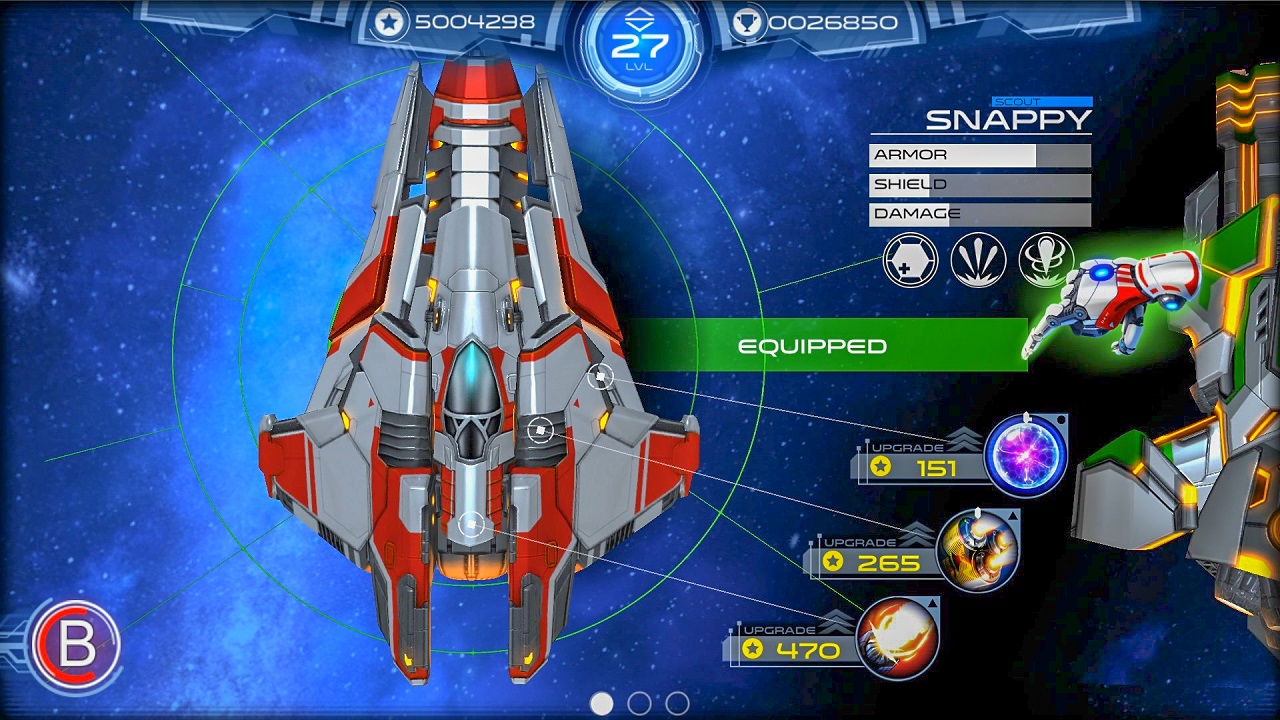 5004298
27
LVL
0026850
SCOUT
SNAPPY
ARMOR
SHIELD
DAMAGE
EQUIPPED
UPGRADE
151
UPGRADE
265
UPGRADE
470
B